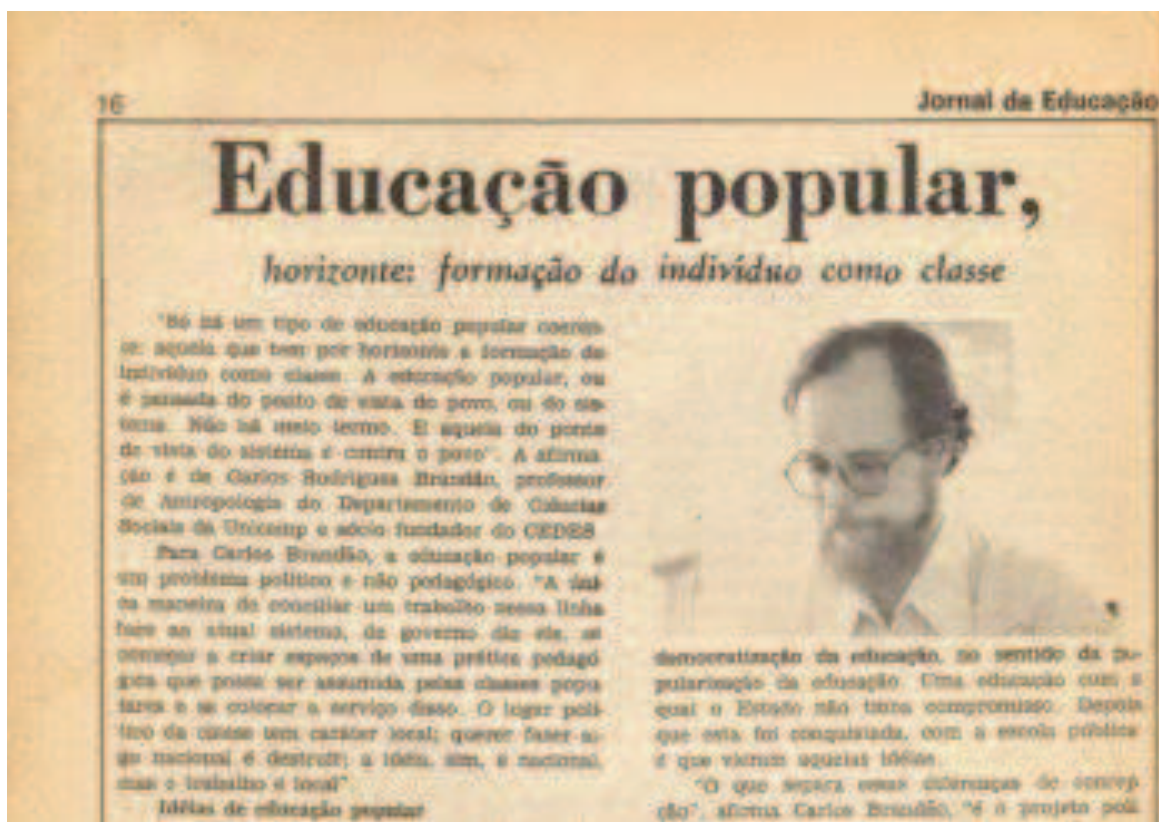 16
Jornal da Educação
Educação popular,
horizonte: formação do indivíduo como classe
"Só há um tipo de educação popular coeren-
te: aquela que tem por horizonte a formação do
indivíduo como classe. A educação popular, ou
é pensada do ponto de vista do povo, ou do sis-
tema. Não há meio termo. E aquela do ponto
de vista do sistema é contra o povo". A afirma
ção é de Carlos Rodrigues Brandão, professor
de Antropologia do Departamento de Ciências
Sociais da Unicamp e sócio fundador do CEDES
Para Carlos Brandão, a educação popular é
um problema político e não pedagógico. "A úni
ca maneira de conciliar um trabalho nessa linha
face ao atual sistema, de governo diz ele, é
começar a criar espaços de uma prática pedagó
gica que possa ser assumida pelas classes popu
lares e se colocar a serviço disso. O lugar polí-
tico da classe tem caráter local; querer fazer al-
go nacional é destruir; a idéia, sim, é nacional,
mas o trabalho é local"
Idéias de educação popular
democratização da educação, no sentido da po-
pularização da educação. Uma educação com a
qual o Estado não tinha compromisso. Depois
que esta foi conquistada, com a escola pública
é que vieram aquelas idéias.
"O que separa essas diferenças de concep
ção", afirma Carlos Brandão, "é o projeto polí